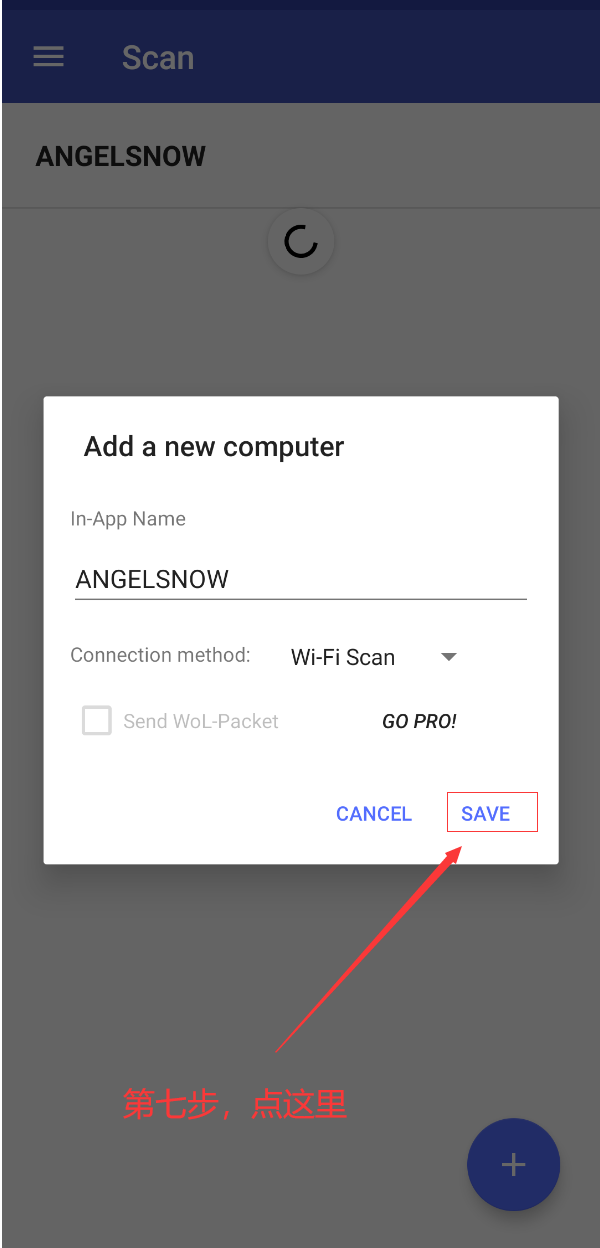 Scan
ANGELSNOW
Add a new computer
In-App Name
ANGELSNOW
Connection method: Wi-Fi Scan
Send WoL-Packet GO PRO!
CANCEL SAVE
第七步，点这里